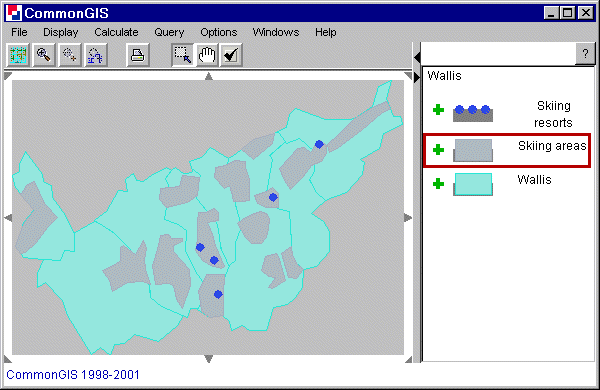 CommonGIS
File Display Calculate Query Options Windows Help
?
Wallis
Skiing
resorts
Skiing areas
Wallis
CommonGIS 1998-2001